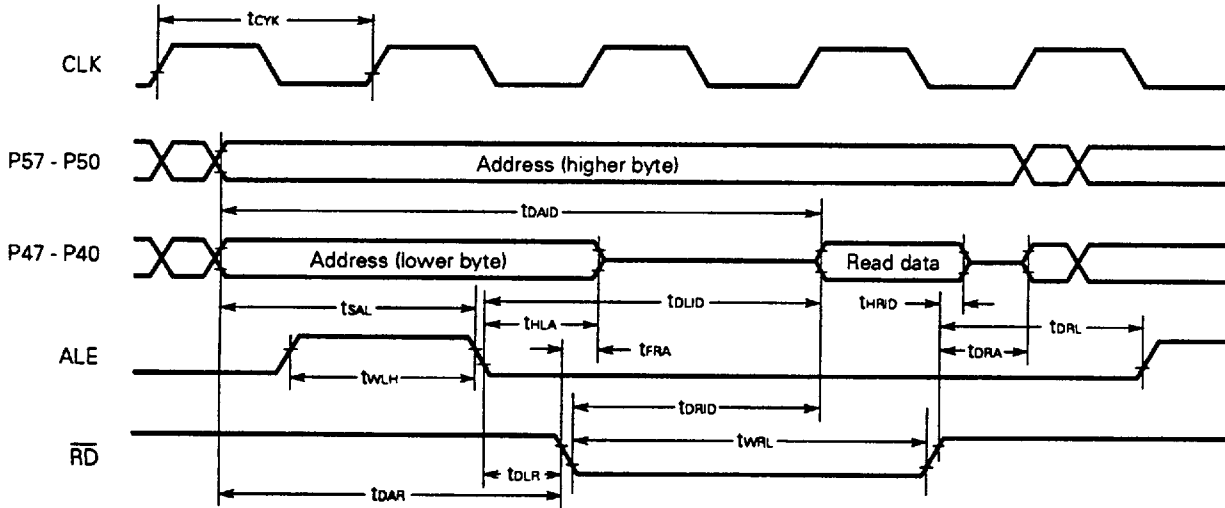 tCYK
CLK
P57 - P50
Address (higher byte)
tDAID
P47 - P40
Address (lower byte)
Read data
tSAL
tDLID
tHRID
tHLA
tDRL
ALE
tFRA
tDRA
tWLH
tDRID
RD
tWRL
tDLR
tDAR